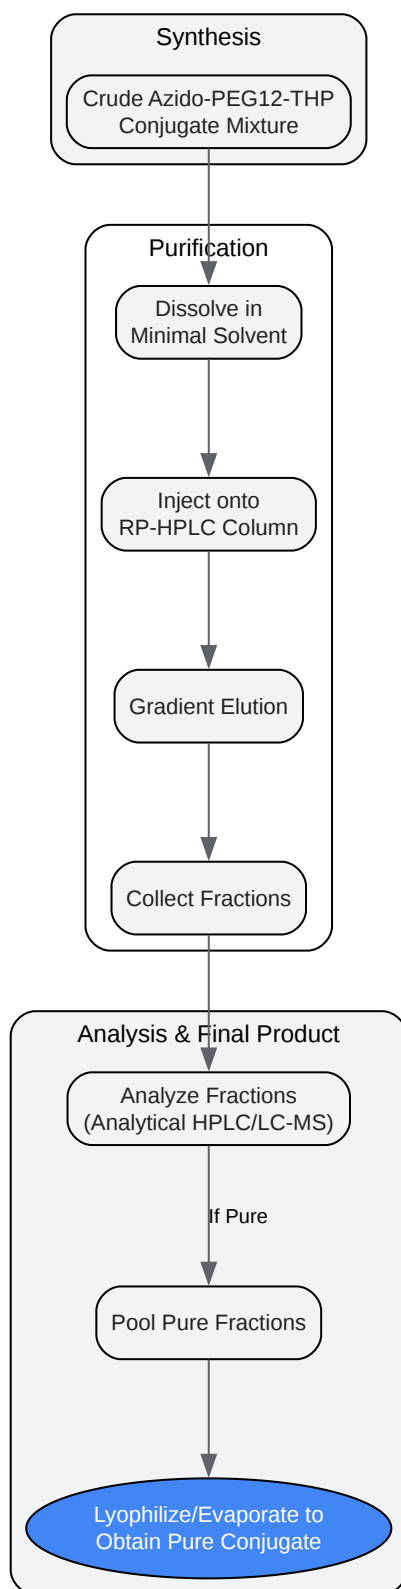 Synthesis
Crude Azido-PEG12-THP
Conjugate Mixture
Purification
Dissolve in
Minimal Solvent
Inject onto
RP-HPLC Column
Gradient Elution
Collect Fractions
Analysis & Final Product
Analyze Fractions
(Analytical HPLC/LC-MS)
If Pure
Pool Pure Fractions
Lyophilize/Evaporate to
Obtain Pure Conjugate